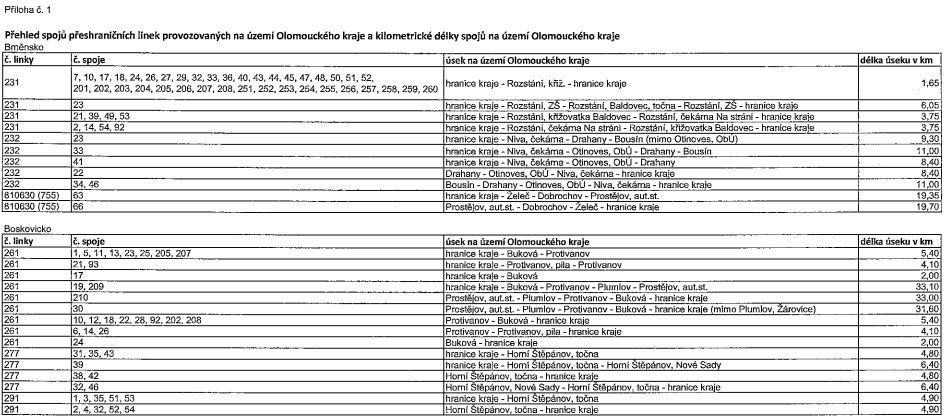 Příloha č. 1
Přehled spojů přeshraničních linek provozovaných na území Olomouckého kraje a kilometrické délky spojů na území Olomouckého kraje
Brněnsko
č. linky č. spoje úsek na území Olomouckého kraje délka úseku v km
231 7, 10, 17, 18, 24, 26, 27, 29, 32, 33, 36, 40, 43, 44, 45, 47, 48, 50, 51, 52, 201, 202, 203, 204, 205, 206, 207, 208, 251, 252, 253, 254, 255, 256, 257, 258, 259, 260 hranice kraje - Rozstání, křiž. - hranice kraje 1,65
231 23 hranice kraje - Rozstání, ZŠ - Rozstání, Baldovec, točna - Rozstání, ZŠ - hranice kraje 6,05
231 21, 39, 49, 53 hranice kraje - Rozstání, křižovatka Baldovec - Rozstání, čekárna Na stráni - hranice kraje 3,75
231 2, 14, 54, 92 hranice kraje - Rozstání, čekárna Na stráni - Rozstání, křižovatka Baldovec - hranice kraje 3,75
232 23 hranice kraje - Niva, čekárna - Drahany - Bousín (mimo Otinoves, ObÚ) 9,30
232 33 hranice kraje - Niva, čekárna - Otinoves, ObÚ - Drahany - Bousín 11,00
232 41 hranice kraje - Niva, čekárna - Otinoves, ObÚ - Drahany 8,40
232 22 Drahany - Otinoves, ObÚ - Niva, čekárna - hranice kraje 8,40
232 34, 46 Bousín - Drahany - Otinoves, ObÚ - Niva, čekárna - hranice kraje 11,00
810630 (755) 63 hranice kraje - Želeč - Dobrochov - Prostějov, aut.st. 19,35
810630 (755) 66 Prostějov, aut.st. - Dobrochov - Želeč - hranice kraje 19,70
Boskovicko
č. linky č. spoje úsek na území Olomouckého kraje délka úseku v km
261 1, 5, 11, 13, 23, 25, 205, 207 hranice kraje - Buková - Protivanov 5,40
261 21, 93 hranice kraje - Protivanov, pila - Protivanov 4,10
261 17 hranice kraje - Buková 2,00
261 19, 209 hranice kraje - Buková - Protivanov - Plumlov - Prostějov, aut.st. 33,10
261 210 Prostějov, aut.st. - Plumlov - Protivanov - Buková - hranice kraje 33,00
261 30 Prostějov, aut.st. - Plumlov - Protivanov - Buková - hranice kraje (mimo Plumlov, Žárovice) 31,60
261 10, 12, 18, 22, 28, 92, 202, 208 Protivanov - Buková - hranice kraje 5,40
261 6, 14, 26 Protivanov - Protivanov, pila - hranice kraje 4,10
261 24 Buková - hranice kraje 2,00
277 31, 35, 43 hranice kraje - Horní Štěpánov, točna 4,80
277 39 hranice kraje - Horní Štěpánov, točna - Horní Štěpánov, Nové Sady 6,40
277 38, 42 Horní Štěpánov, točna - hranice kraje 4,80
277 32, 46 Horní Štěpánov, Nové Sady - Horní Štěpánov, točna - hranice kraje 6,40
291 1, 3, 35, 51, 53 hranice kraje - Horní Štěpánov, točna 4,90
291 2, 4, 32, 52, 54 Horní Štěpánov, točna - hranice kraje 4,90